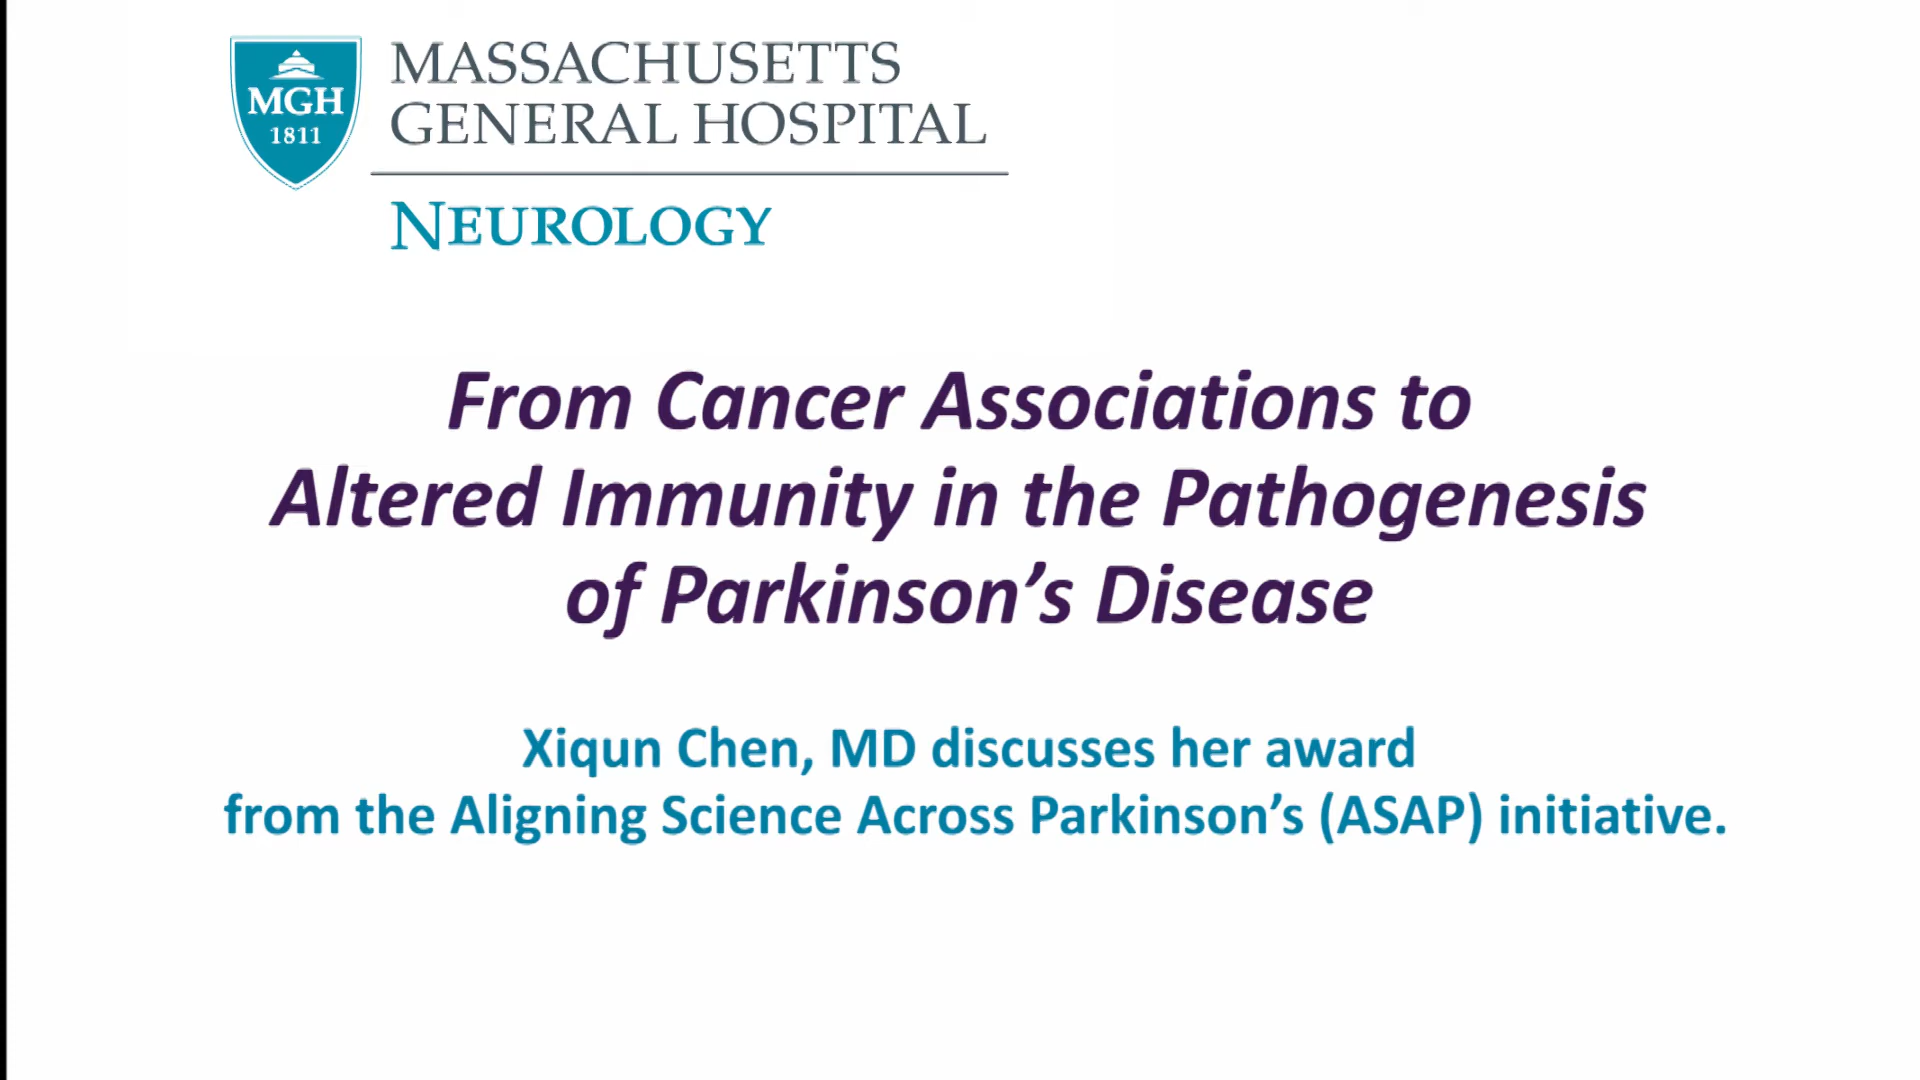 MGH
1811
MASSACHUSETTS
GENERAL HOSPITAL
NEUROLOGY
From Cancer Associations to
Altered Immunity in the Pathogenesis
of Parkinson’s Disease
Xiqun Chen, MD discusses her award
from the Aligning Science Across Parkinson’s (ASAP) initiative.